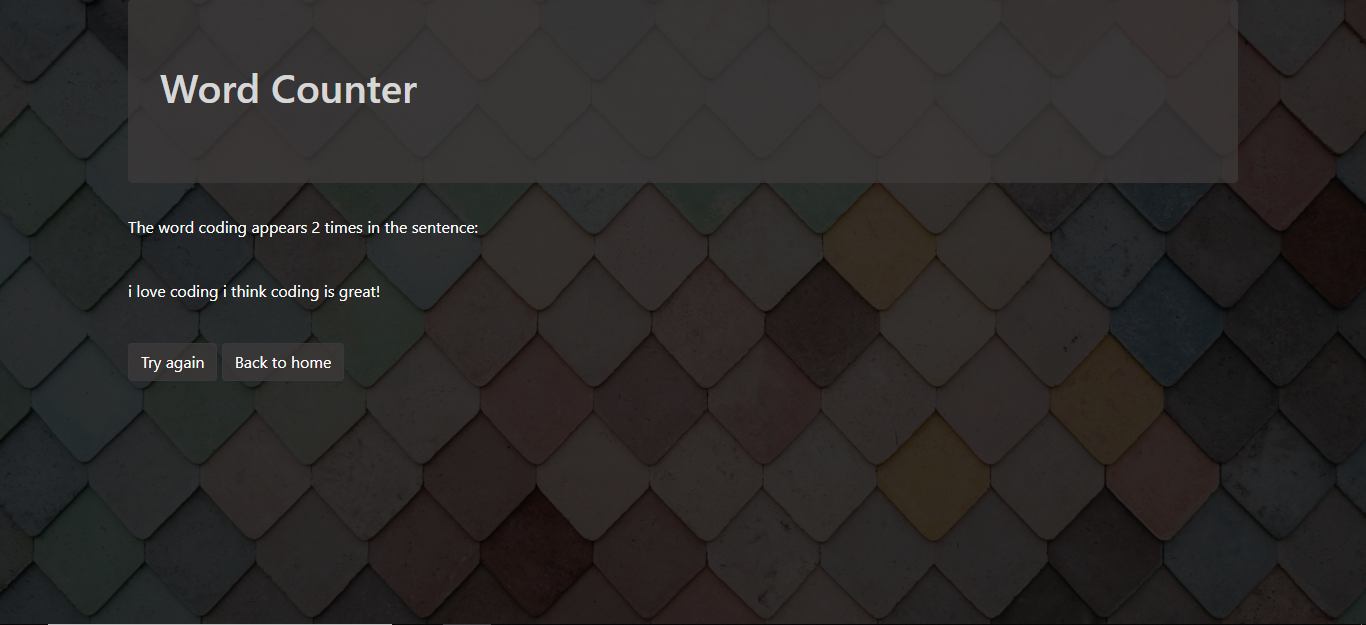 Word Counter
The word coding appears 2 times in the sentence:
i love coding i think coding is great!
Try again
Back to home